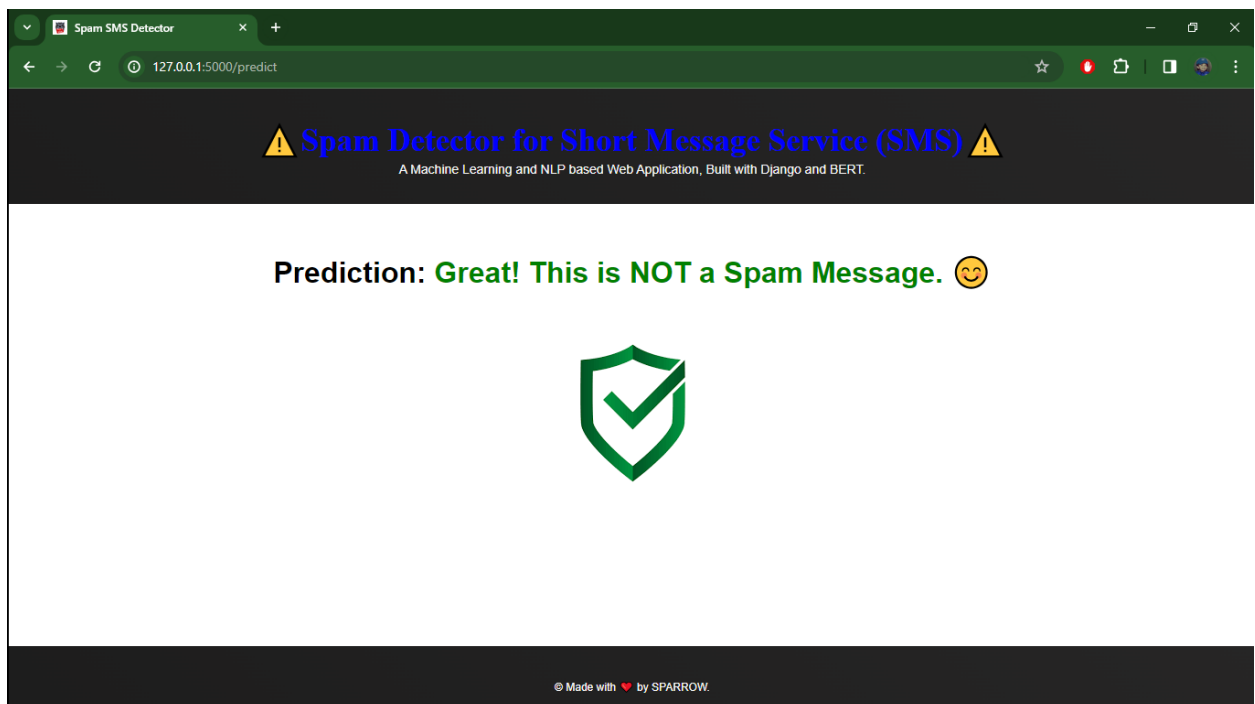 Spam SMS Detector
127.0.0.1:5000/predict
⚠ Spam Detector for Short Message Service (SMS) ⚠
A Machine Learning and NLP based Web Application, Built with Django and BERT.
Prediction: Great! This is NOT a Spam Message. 😊
© Made with ❤ by SPARROW.